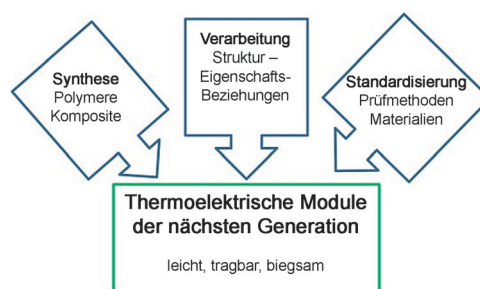 Synthese
Polymere
Komposite
Verarbeitung
Struktur –
Eigenschafts-
Beziehungen
Standardisierung
Prüfmethoden
Materialien
Thermoelektrische Module
der nächsten Generation
leicht, tragbar, biegsam